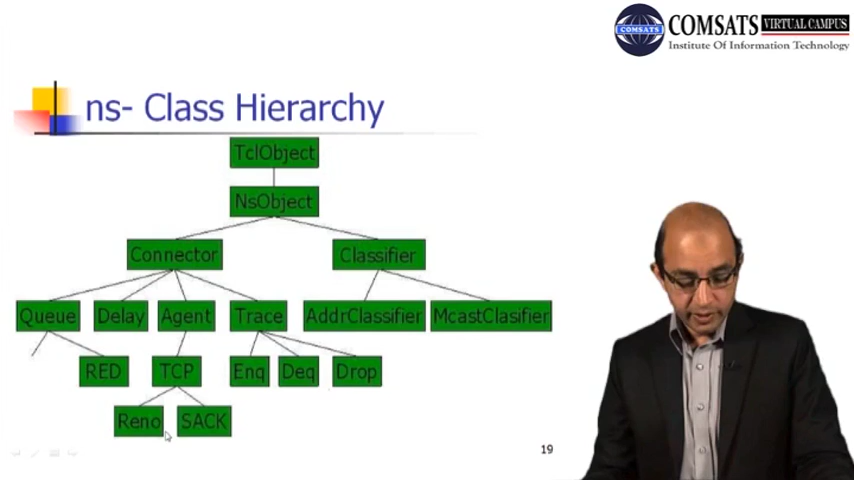 COMSATS VIRTUAL CAMPUS
COMSATS
Institute Of Information Technology
ns- Class Hierarchy
TclObject
NsObject
Connector Classifier
Queue Delay Agent Trace AddrClassifier McastClasifier
RED TCP Enq Deq Drop
Reno SACK
19